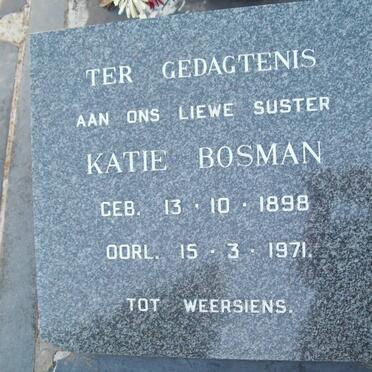 TER GEDAGTENIS
AAN ONS LIEWE SUSTER
KATIE BOSMAN
GEB. 13 · 10 · 1898
OORL. 15 · 3 · 1971.
TOT WEERSIENS.